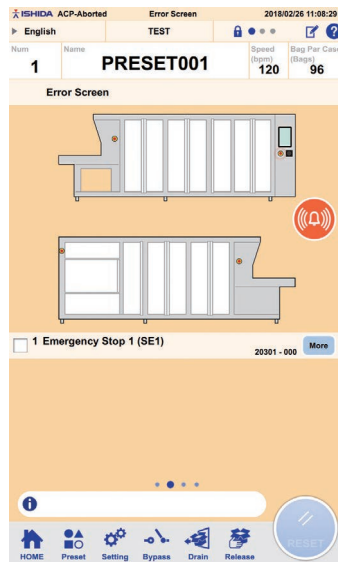 ISHIDA ACP-Aborted Error Screen 2018/02/26 11:08:29
English TEST
Num Name Speed (bpm) Bag Per Case (Bags)
1 PRESET001 120 96
Error Screen
1 Emergency Stop 1 (SE1)
20301 - 000 More
RESET
HOME Preset Setting Bypass Drain Release